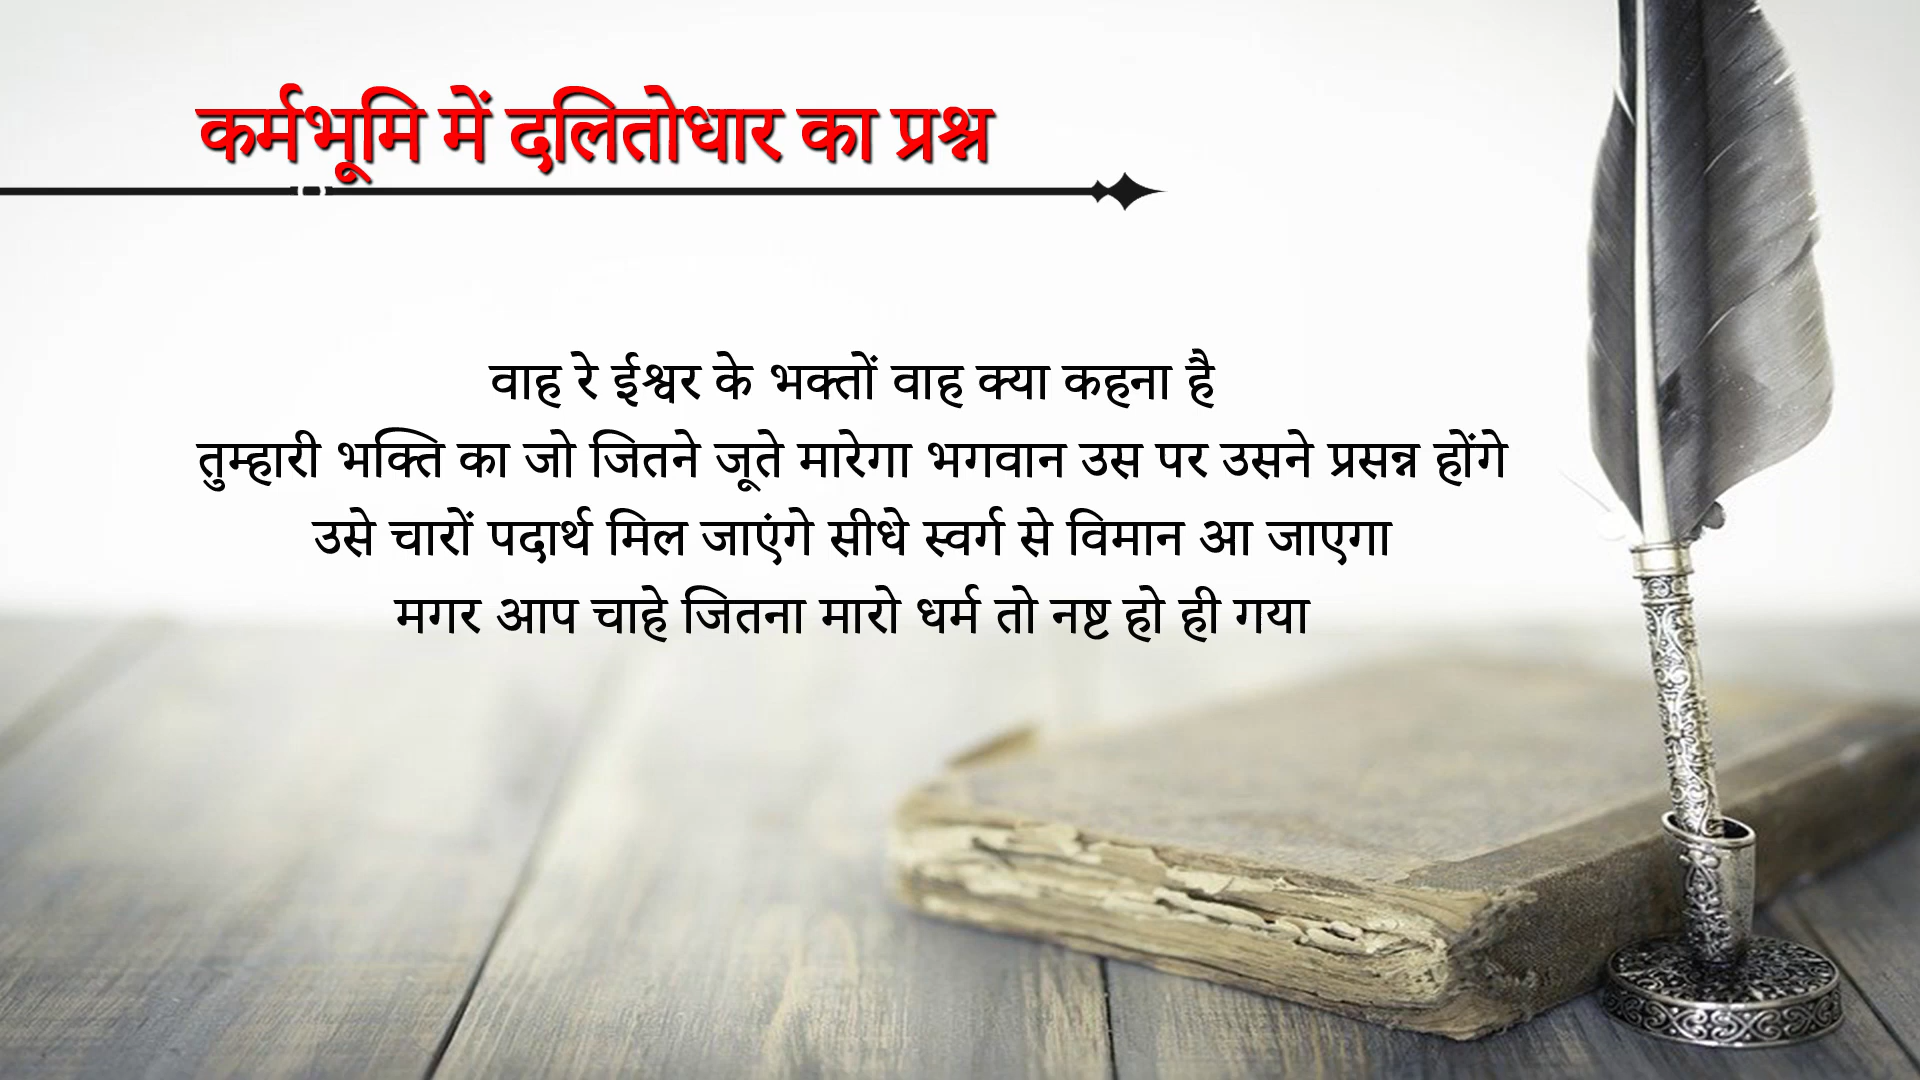 कर्मभूमि में दलितोधार का प्रश्न
वाह रे ईश्वर के भक्तों वाह क्या कहना है
तुम्हारी भक्ति का जो जितने जूते मारेगा भगवान उस पर उसने प्रसन्न होंगे
उसे चारों पदार्थ मिल जाएंगे सीधे स्वर्ग से विमान आ जाएगा
मगर आप चाहे जितना मारो धर्म तो नष्ट हो ही गया